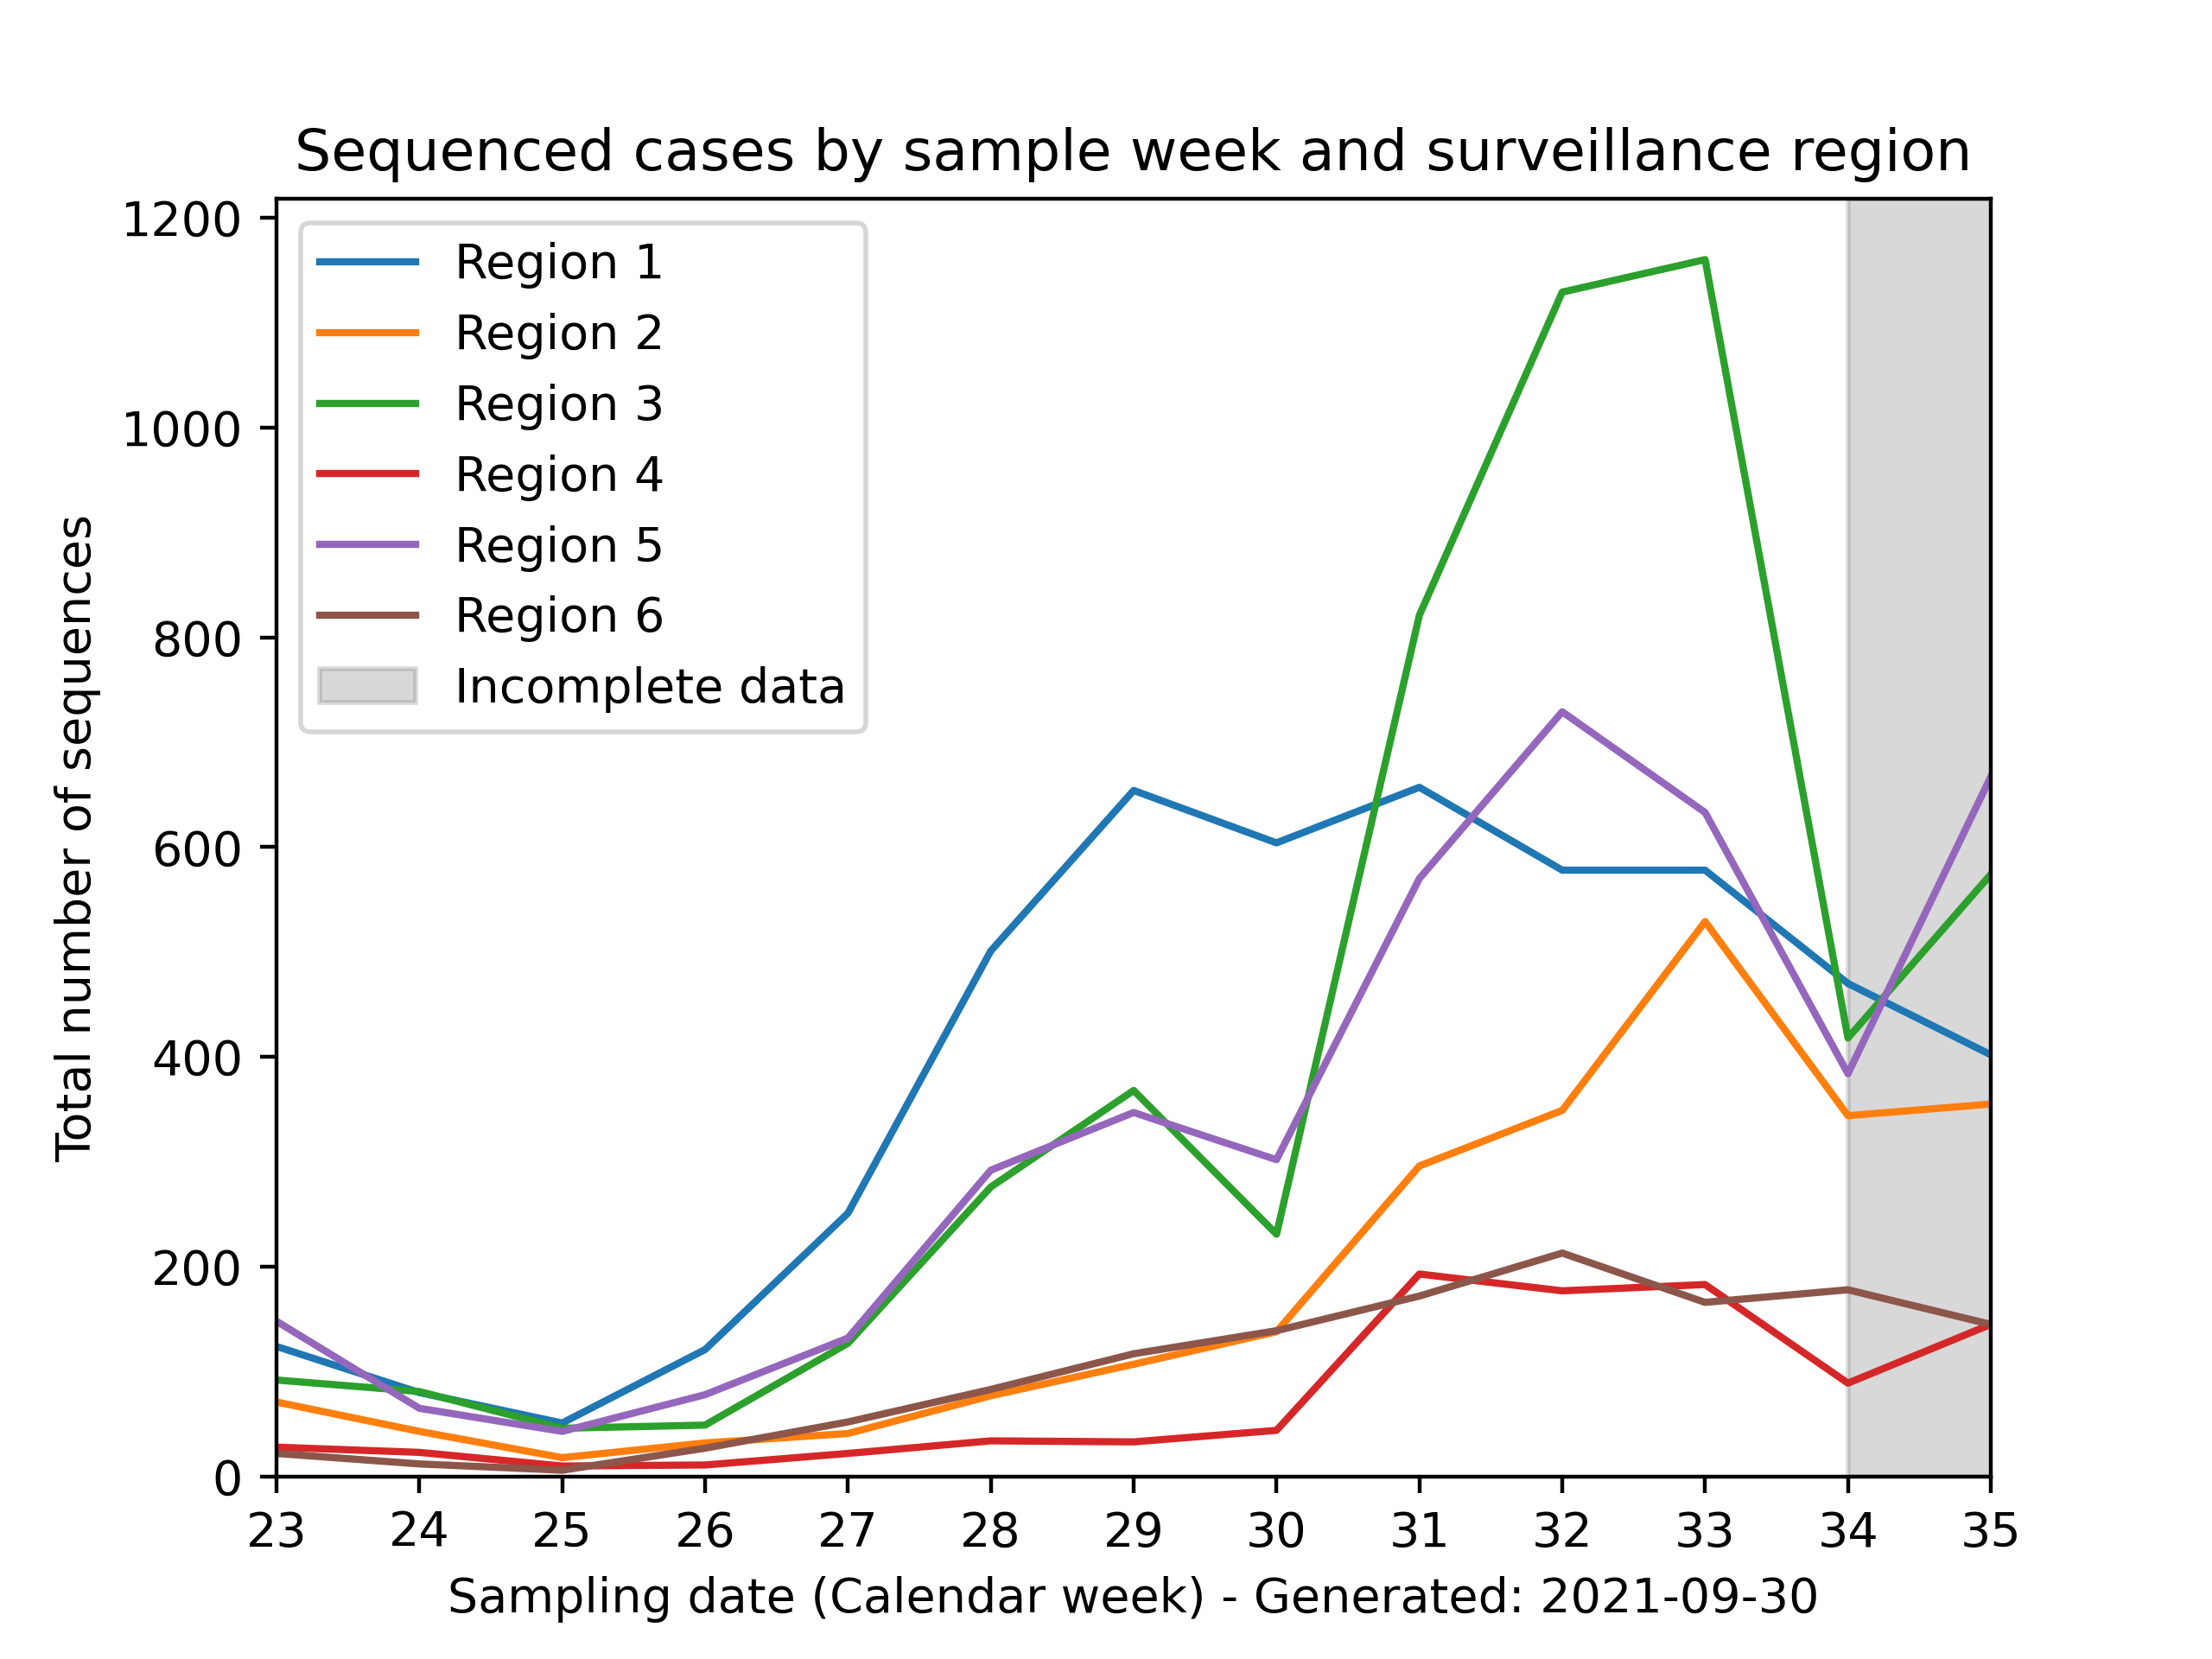 Sequenced cases by sample week and surveillance region
1200
1000
800
600
400
200
0
Total number of sequences
Region 1
Region 2
Region 3
Region 4
Region 5
Region 6
Incomplete data
23 24 25 26 27 28 29 30 31 32 33 34 35
Sampling date (Calendar week) - Generated: 2021-09-30